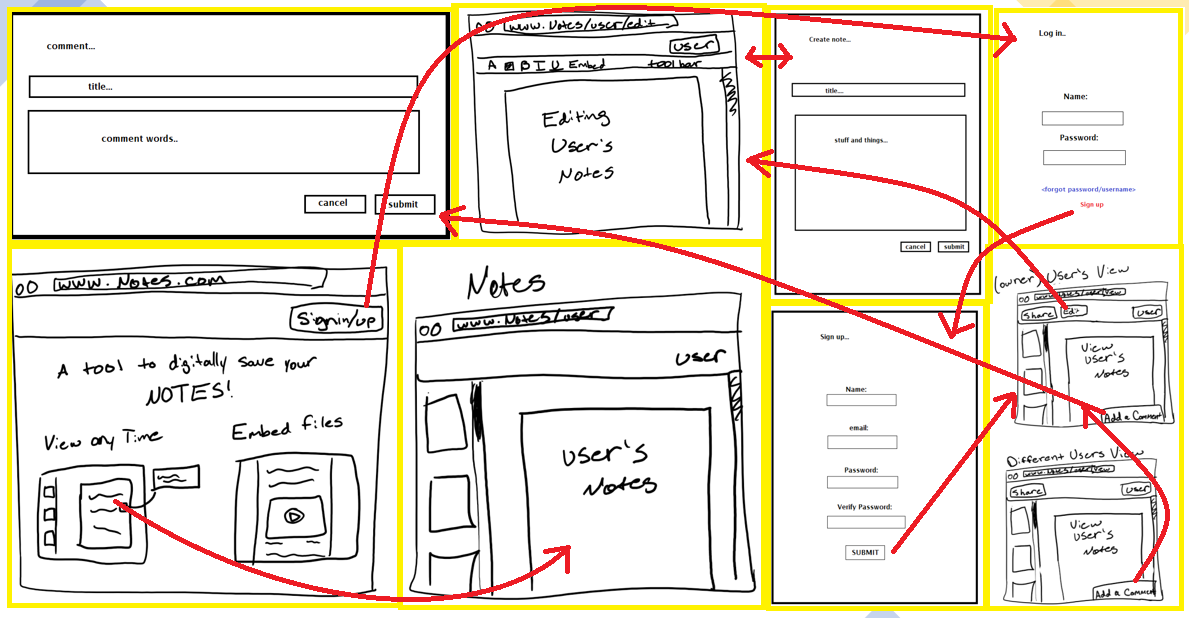 comment...
title...
comment words..
cancel
submit
www.Notes/user/edit
user
A B I U Embed toolbar
Editing
User's
Notes
Create note...
title....
stuff and things...
cancel
submit
Log in..
Name:
Password:
<forgot password/username>
Sign up
www.Notes.com
Signin/up
A tool to digitally save your
NOTES!
View any Time
Embed files
Notes
www.Notes/user
user
User's
Notes
Sign up...
Name:
email:
Password:
Verify Password:
SUBMIT
(owner) User's View
www.Notes/user/view
Share
Edit
User
View
User's
Notes
Add a Comment
Different Users View
www.Notes/user/view
Share
User
View
User's
Notes
Add a Comment